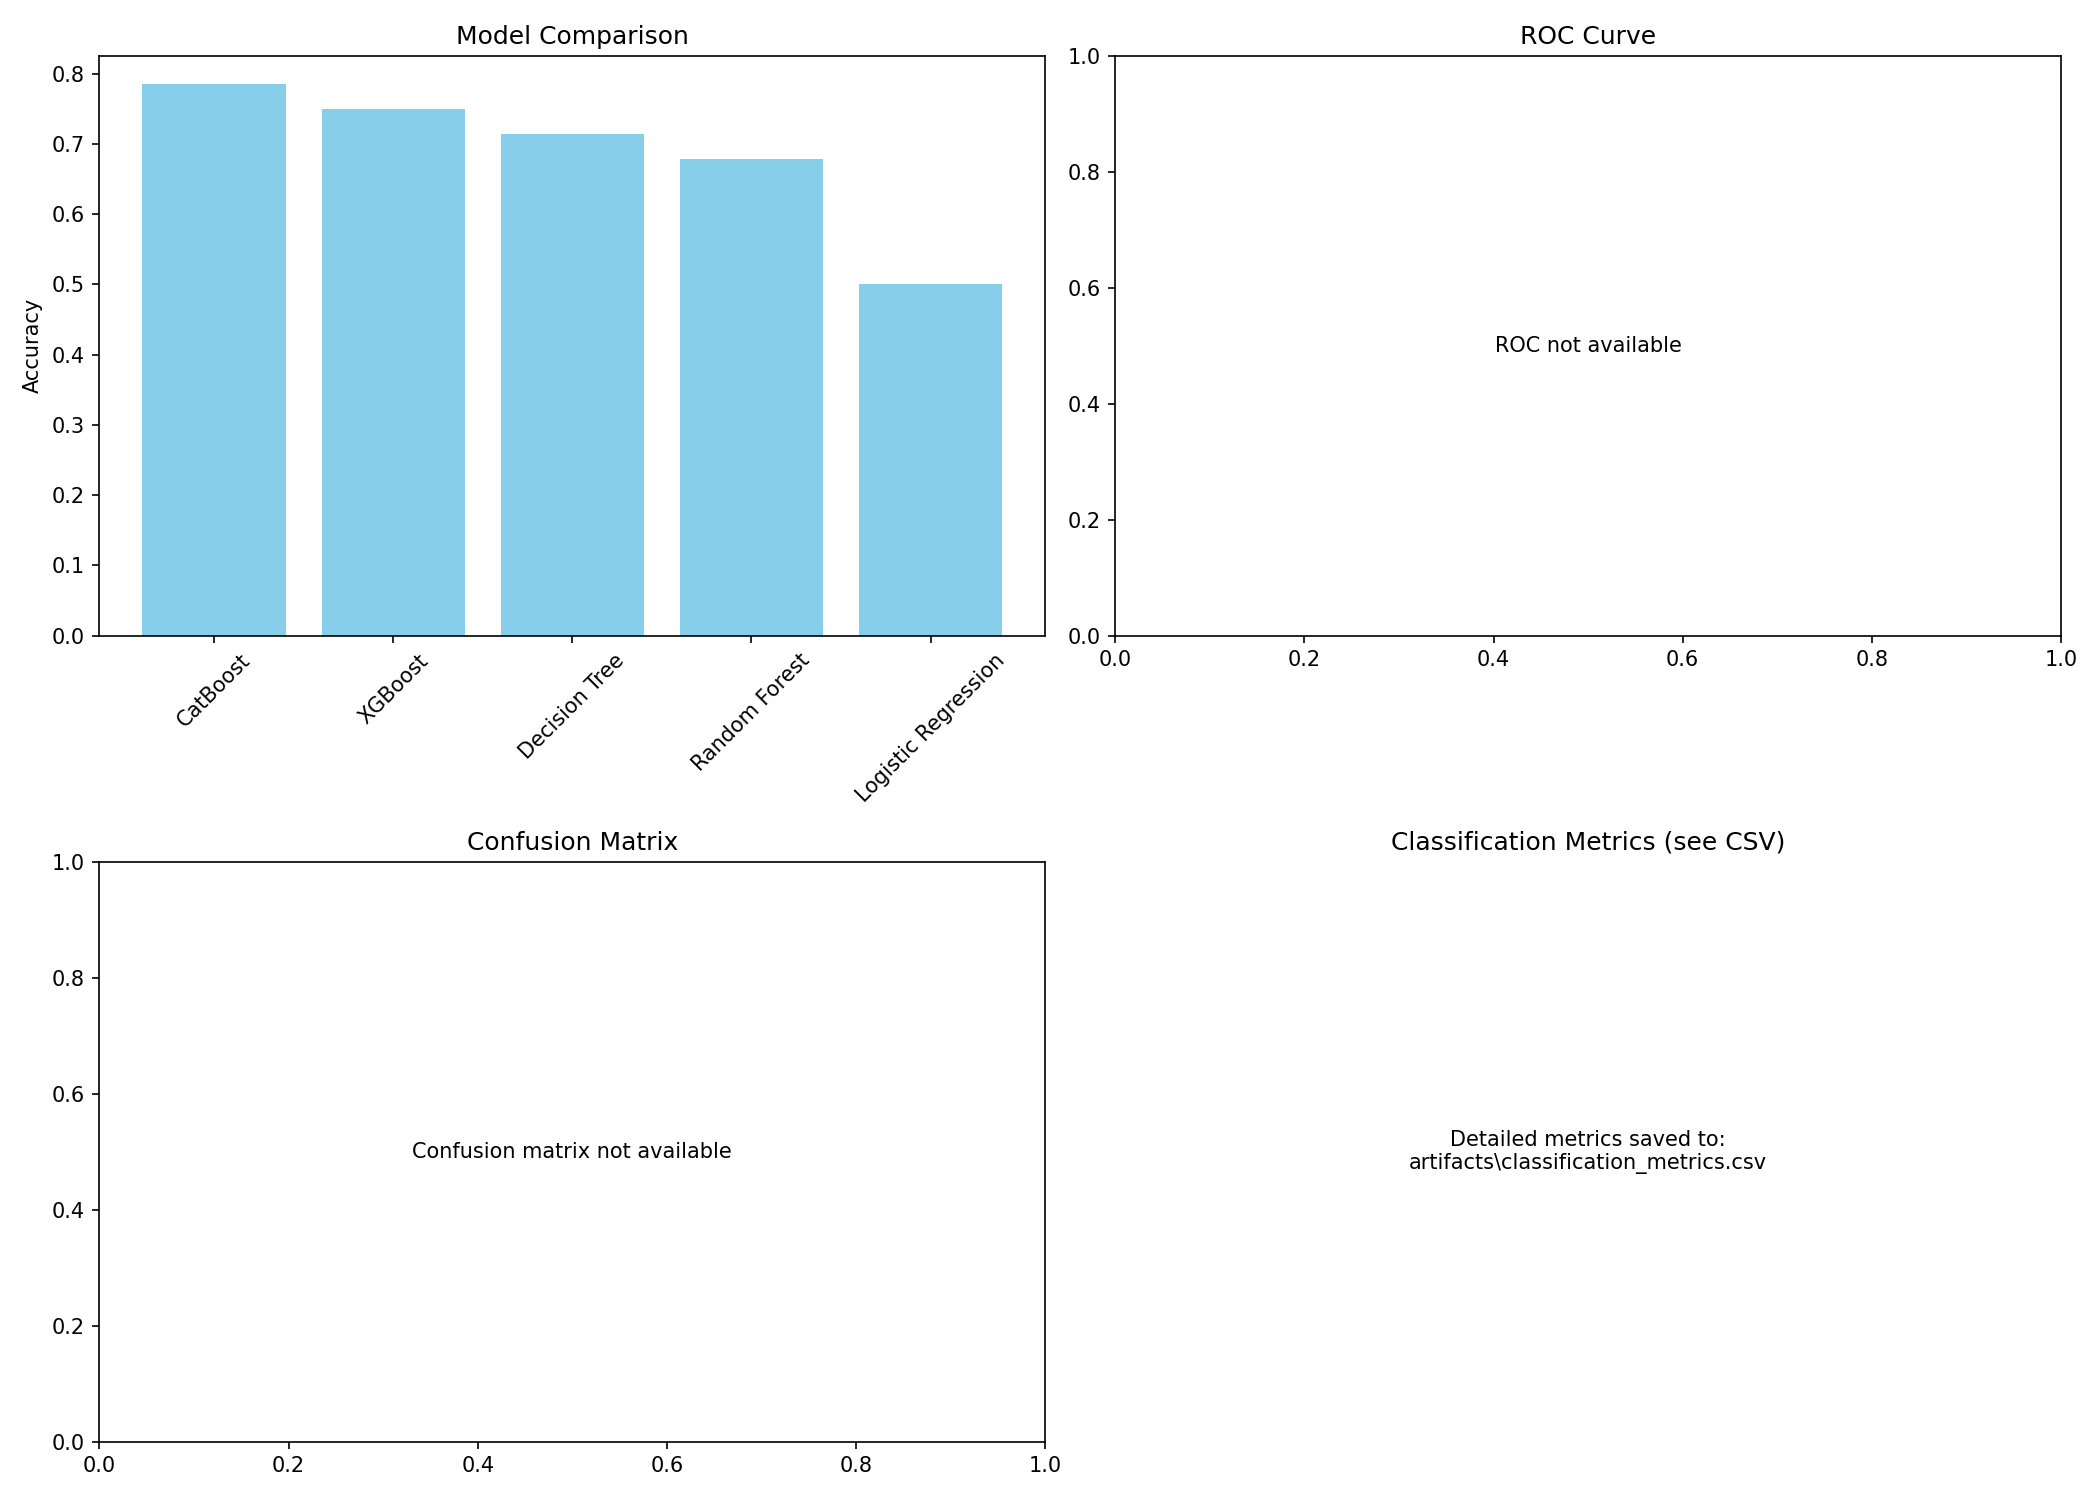 Model Comparison
Accuracy
0.8
0.7
0.6
0.5
0.4
0.3
0.2
0.1
0.0
CatBoost
XGBoost
Decision Tree
Random Forest
Logistic Regression
ROC Curve
1.0
0.8
0.6
0.4
0.2
0.0
ROC not available
0.0 0.2 0.4 0.6 0.8 1.0
Confusion Matrix
1.0
0.8
0.6
0.4
0.2
0.0
Confusion matrix not available
0.0 0.2 0.4 0.6 0.8 1.0
Classification Metrics (see CSV)
Detailed metrics saved to:
artifacts\classification_metrics.csv